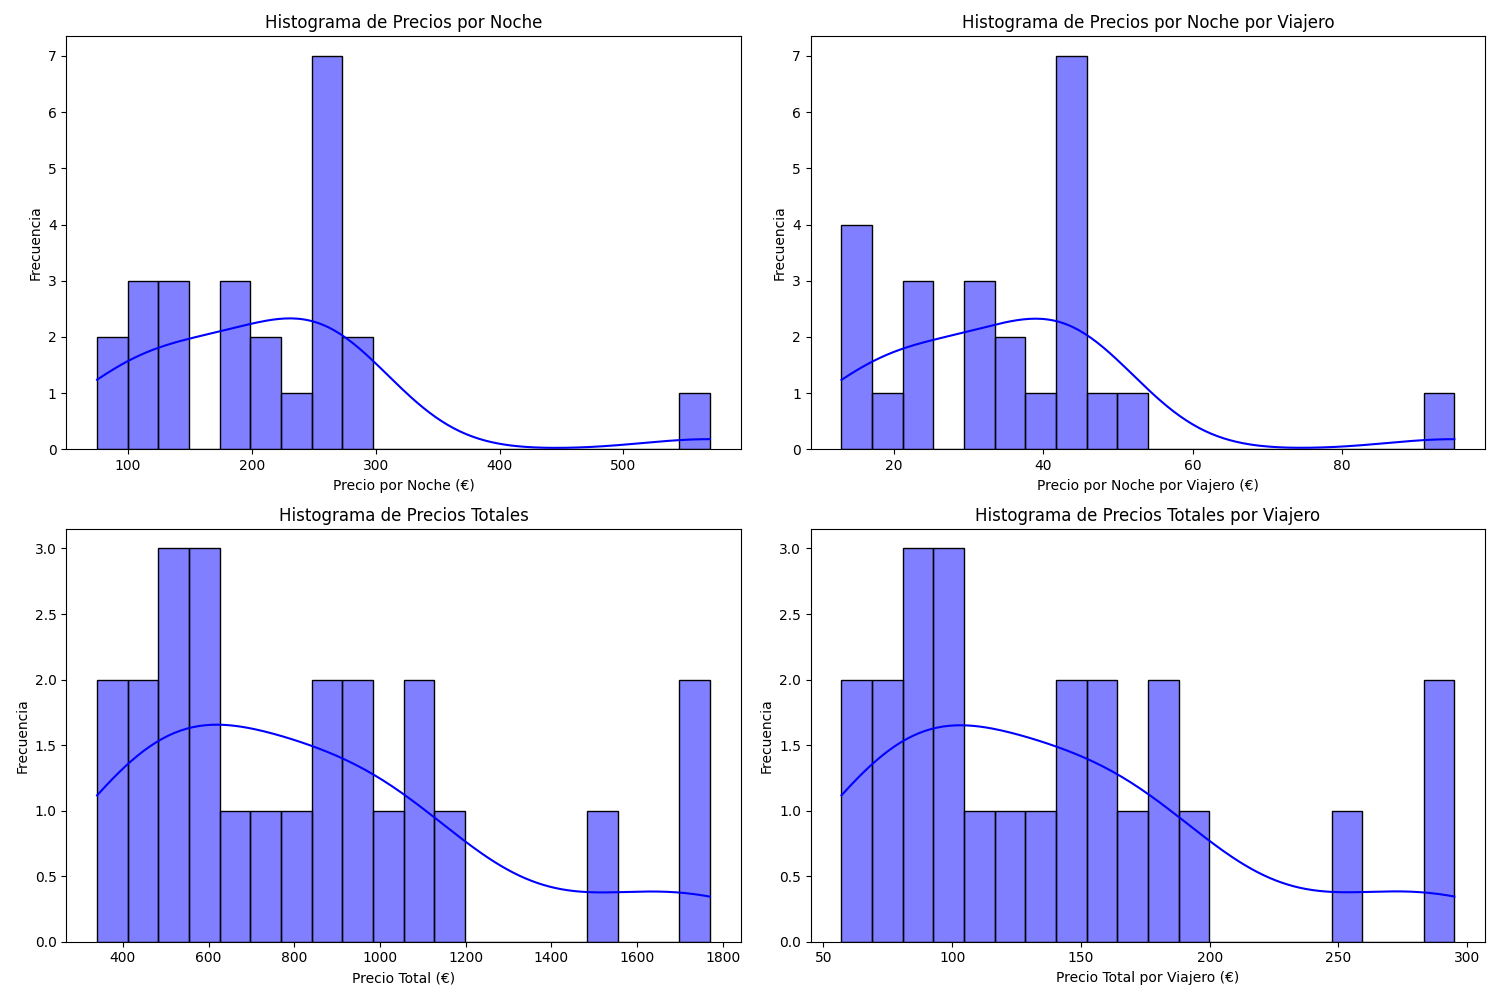 Histograma de Precios por Noche
7
6
5
4
3
2
1
0
Frecuencia
100 200 300 400 500
Precio por Noche (€)
Histograma de Precios por Noche por Viajero
7
6
5
4
3
2
1
0
Frecuencia
20 40 60 80
Precio por Noche por Viajero (€)
Histograma de Precios Totales
3.0
2.5
2.0
1.5
1.0
0.5
0.0
Frecuencia
400 600 800 1000 1200 1400 1600 1800
Precio Total (€)
Histograma de Precios Totales por Viajero
3.0
2.5
2.0
1.5
1.0
0.5
0.0
Frecuencia
50 100 150 200 250 300
Precio Total por Viajero (€)